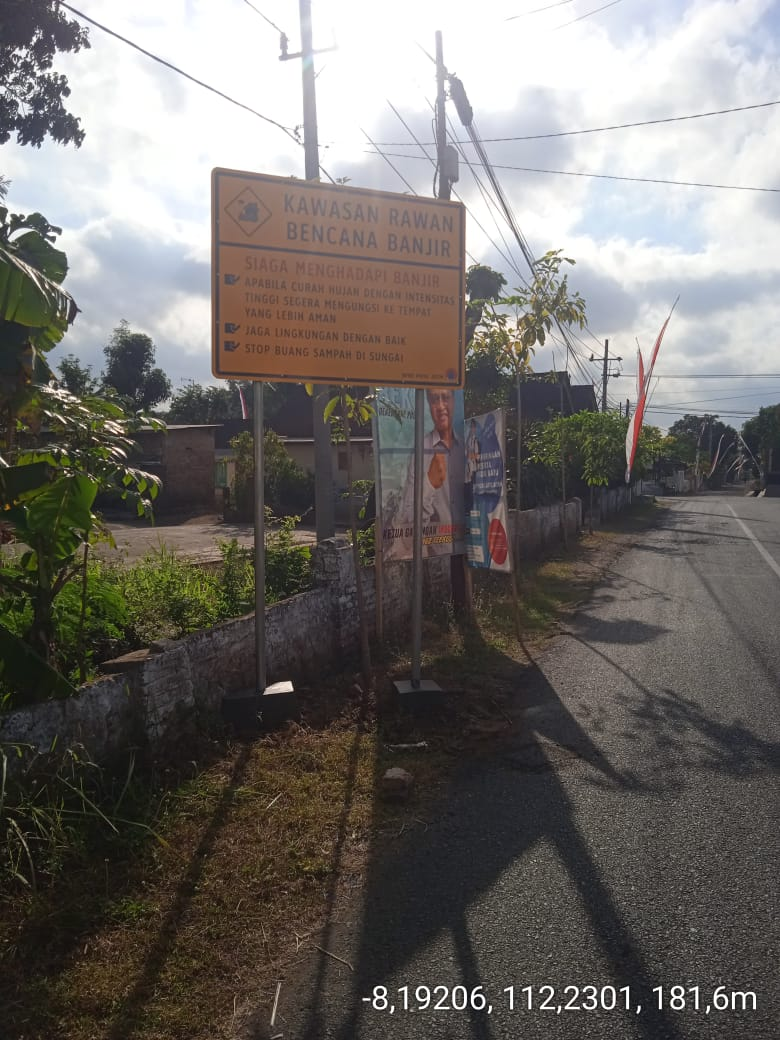 KAWASAN RAWAN
BENCANA BANJIR
SIAGA MENGHADAPI BANJIR
APABILA CURAH HUJAN DENGAN INTENSITAS
TINGGI SEGERA MENGUNGSI KE TEMPAT
YANG LEBIH AMAN
JAGA LINGKUNGAN DENGAN BAIK
STOP BUANG SAMPAH DI SUNGAI
KETUA
-8,19206, 112,2301, 181,6m